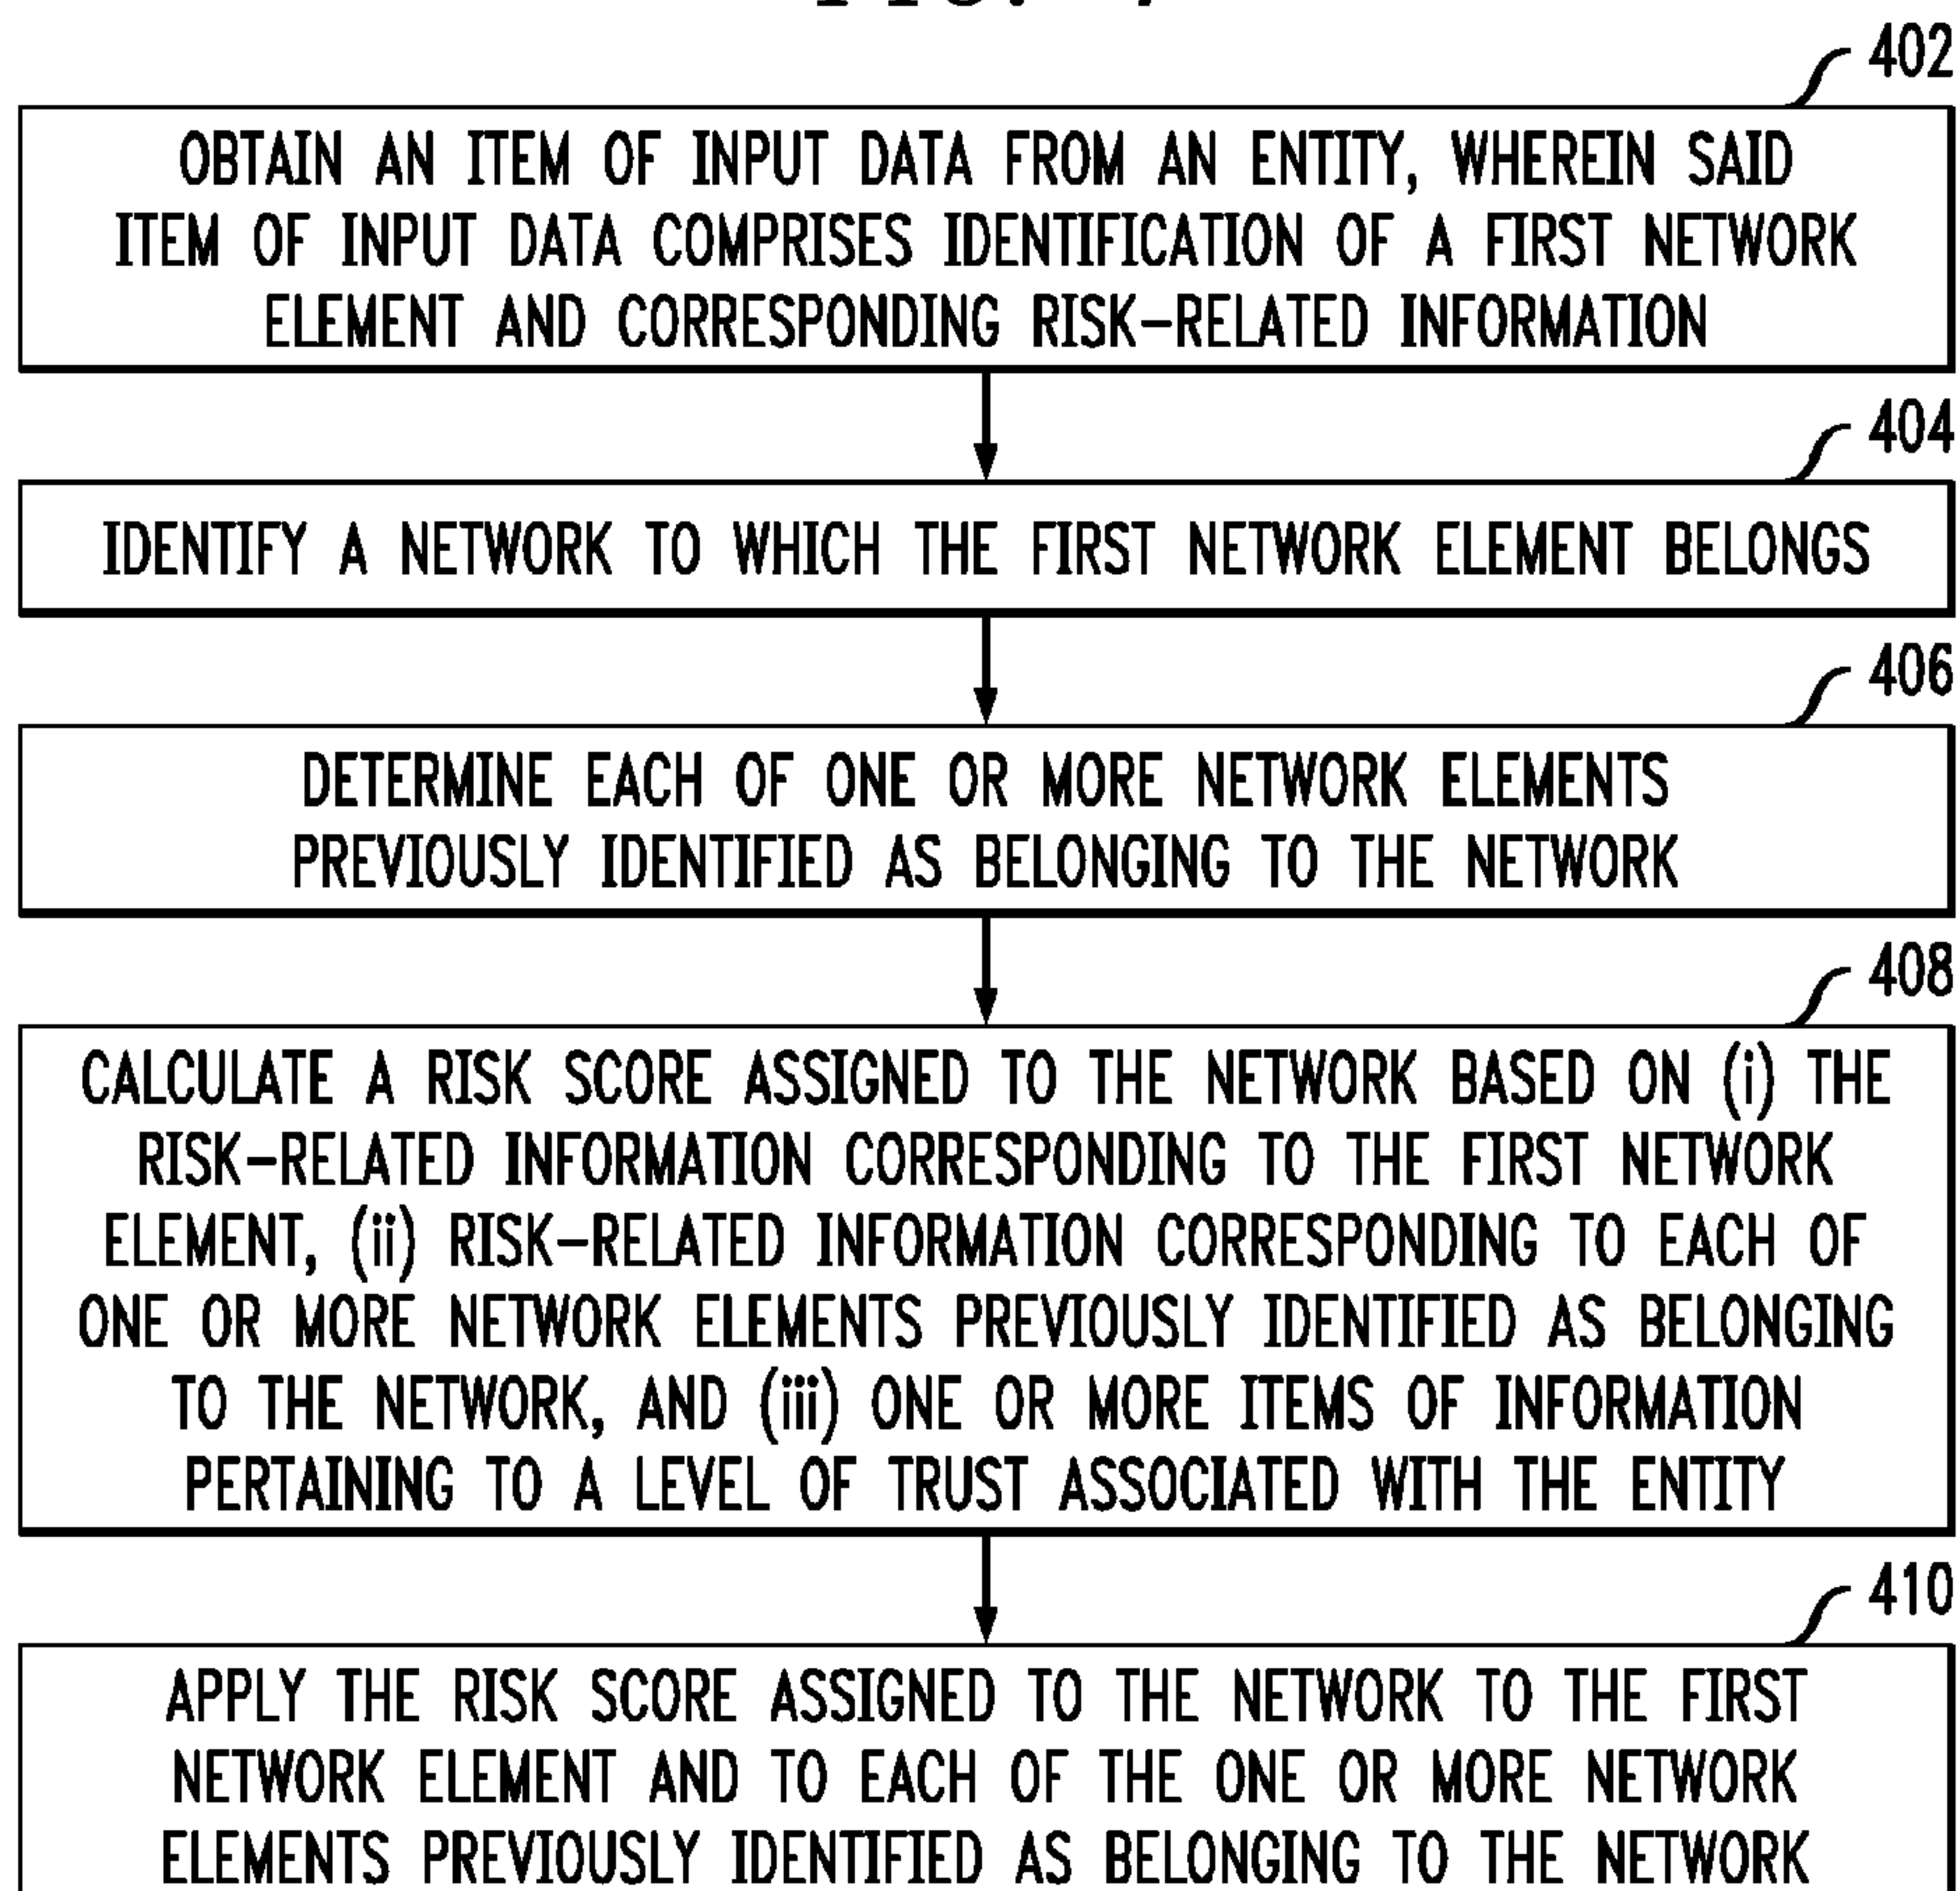 402
OBTAIN AN ITEM OF INPUT DATA FROM AN ENTITY, WHEREIN SAID
ITEM OF INPUT DATA COMPRISES IDENTIFICATION OF A FIRST NETWORK
ELEMENT AND CORRESPONDING RISK-RELATED INFORMATION
404
IDENTIFY A NETWORK TO WHICH THE FIRST NETWORK ELEMENT BELONGS
406
DETERMINE EACH OF ONE OR MORE NETWORK ELEMENTS
PREVIOUSLY IDENTIFIED AS BELONGING TO THE NETWORK
408
CALCULATE A RISK SCORE ASSIGNED TO THE NETWORK BASED ON (i) THE
RISK-RELATED INFORMATION CORRESPONDING TO THE FIRST NETWORK
ELEMENT, (ii) RISK-RELATED INFORMATION CORRESPONDING TO EACH OF
ONE OR MORE NETWORK ELEMENTS PREVIOUSLY IDENTIFIED AS BELONGING
TO THE NETWORK, AND (iii) ONE OR MORE ITEMS OF INFORMATION
PERTAINING TO A LEVEL OF TRUST ASSOCIATED WITH THE ENTITY
410
APPLY THE RISK SCORE ASSIGNED TO THE NETWORK TO THE FIRST
NETWORK ELEMENT AND TO EACH OF THE ONE OR MORE NETWORK
ELEMENTS PREVIOUSLY IDENTIFIED AS BELONGING TO THE NETWORK